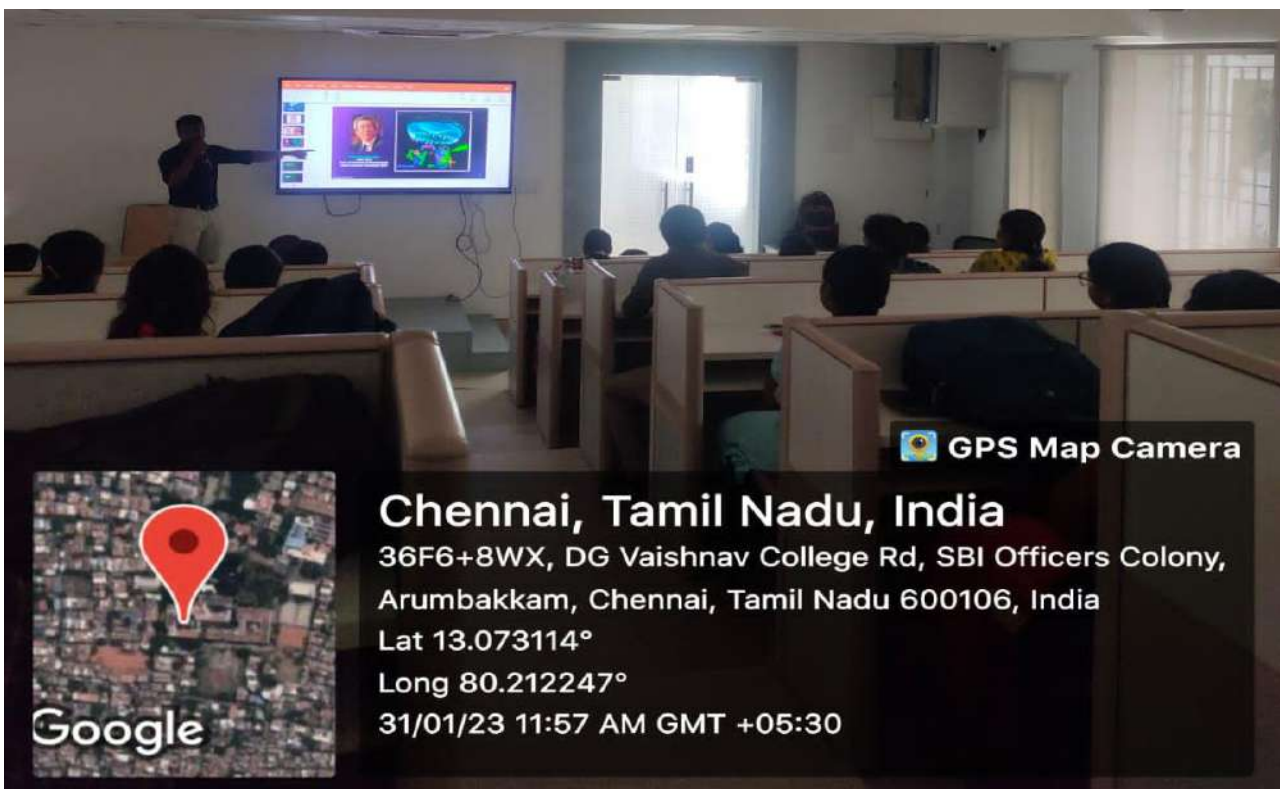 GPS Map Camera
Chennai, Tamil Nadu, India
36F6+8WX, DG Vaishnav College Rd, SBI Officers Colony,
Arumbakkam, Chennai, Tamil Nadu 600106, India
Lat 13.073114°
Long 80.212247°
31/01/23 11:57 AM GMT +05:30
Google